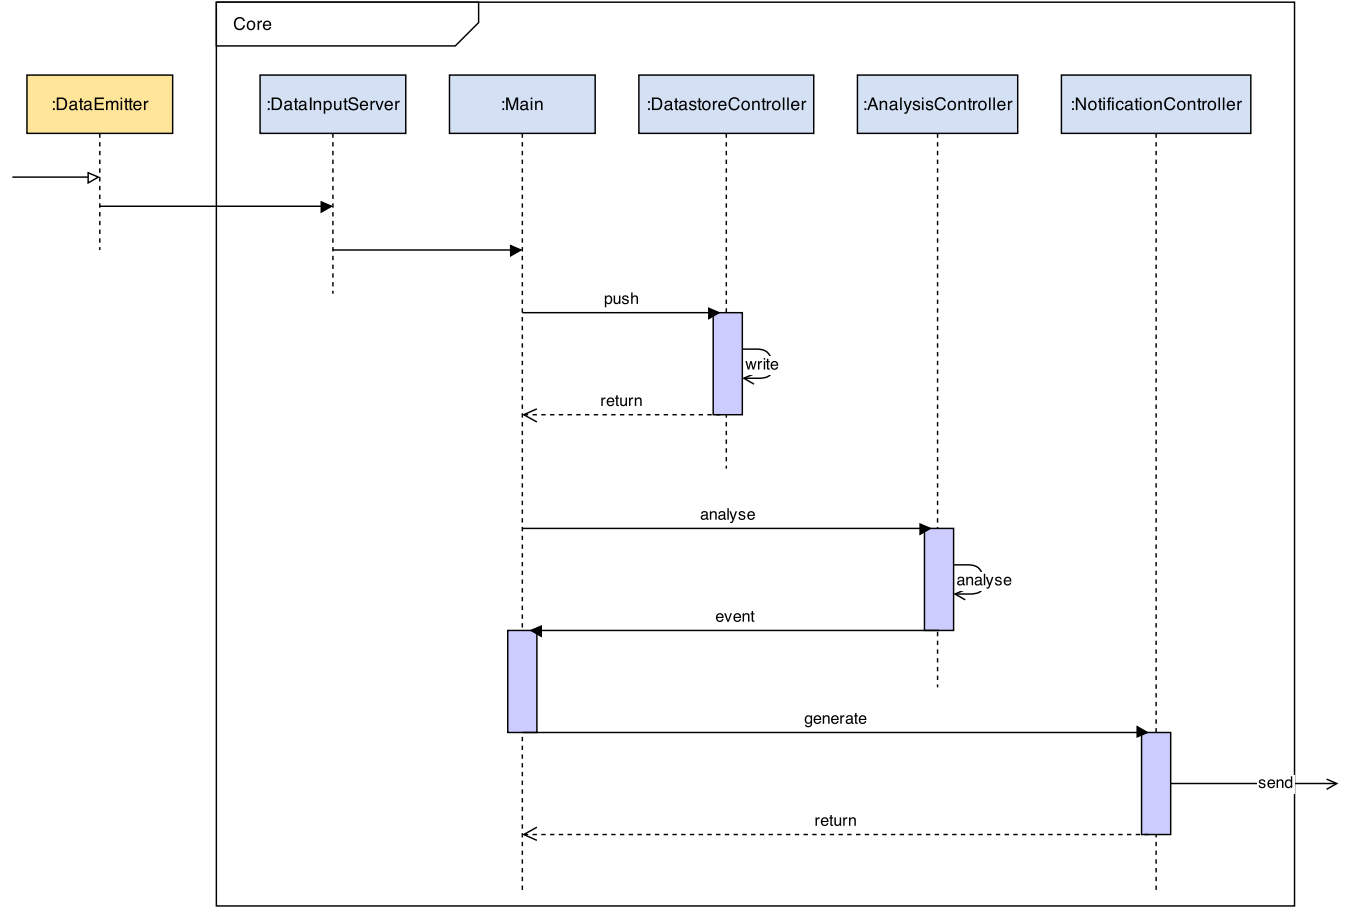 Core
:DataEmitter
:DataInputServer
:Main
:DatastoreController
:AnalysisController
:NotificationController
push
write
return
analyse
analyse
event
generate
send
return